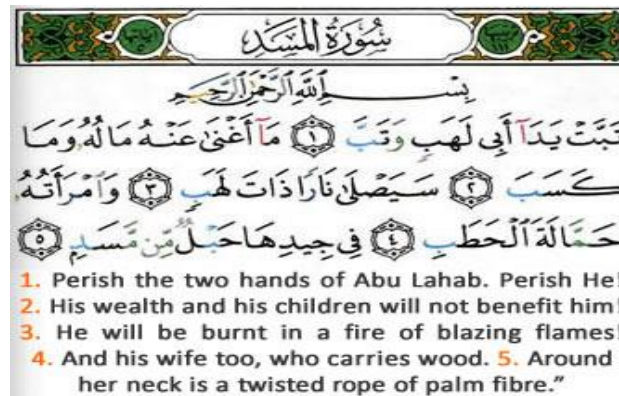 سُورَةُ المَسَدِ
بِسْمِ ٱللَّهِ ٱلرَّحْمَٰنِ ٱلرَّحِيمِ
تَبَّتْ يَدَآ أَبِى لَهَبٍ وَتَبَّ ١ مَآ أَغْنَىٰ عَنْهُ مَالُهُۥ وَمَا
كَسَبَ ٢ سَيَصْلَىٰ نَارًا ذَاتَ لَهَبٍ ٣ وَٱمْرَأَتُهُۥ
حَمَّالَةَ ٱلْحَطَبِ ٤ فِى جِيدِهَا حَبْلٌ مِّن مَّسَدٍۭ ٥
1. Perish the two hands of Abu Lahab. Perish He!
2. His wealth and his children will not benefit him!
3. He will be burnt in a fire of blazing flames!
4. And his wife too, who carries wood. 5. Around
her neck is a twisted rope of palm fibre.”